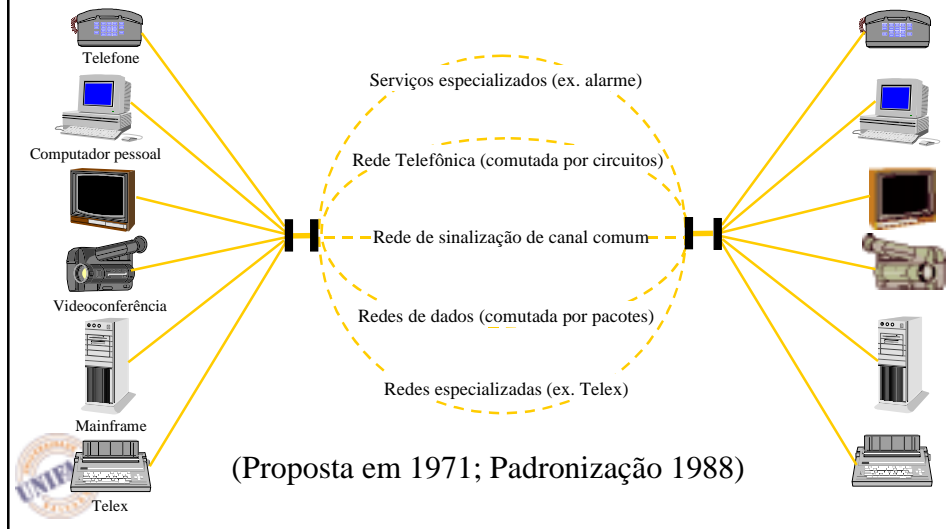 Telefone
Serviços especializados (ex. alarme)
Computador pessoal
Rede Telefônica (comutada por circuitos)
Rede de sinalização de canal comum
Videoconferência
Redes de dados (comutada por pacotes)
Redes especializadas (ex. Telex)
Mainframe
(Proposta em 1971; Padronização 1988)
Telex